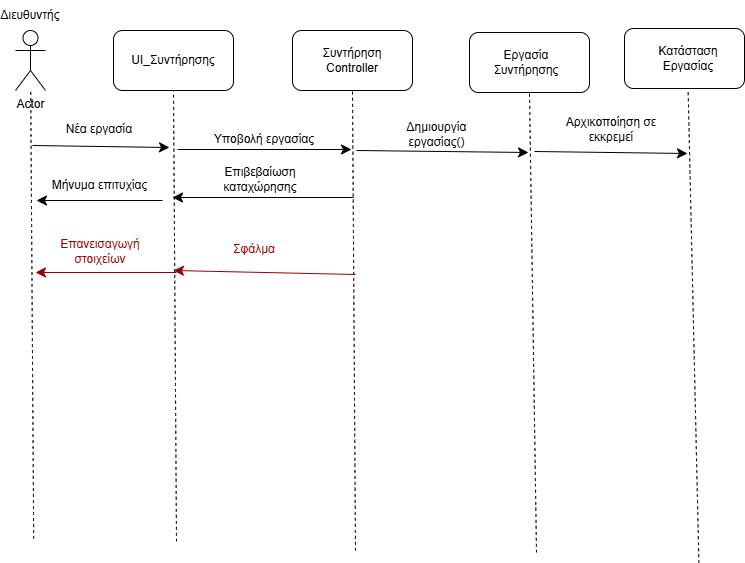 Διευθυντής
UI_Συντήρησης
Συντήρηση
Controller
Εργασία
Συντήρησης
Κατάσταση
Εργασίας
Actor
Νέα εργασία
Υποβολή εργασίας
Δημιουργία
εργασίας()
Αρχικοποίηση σε
εκκρεμεί
Μήνυμα επιτυχίας
Επιβεβαίωση
καταχώρησης
Επανεισαγωγή
στοιχείων
Σφάλμα